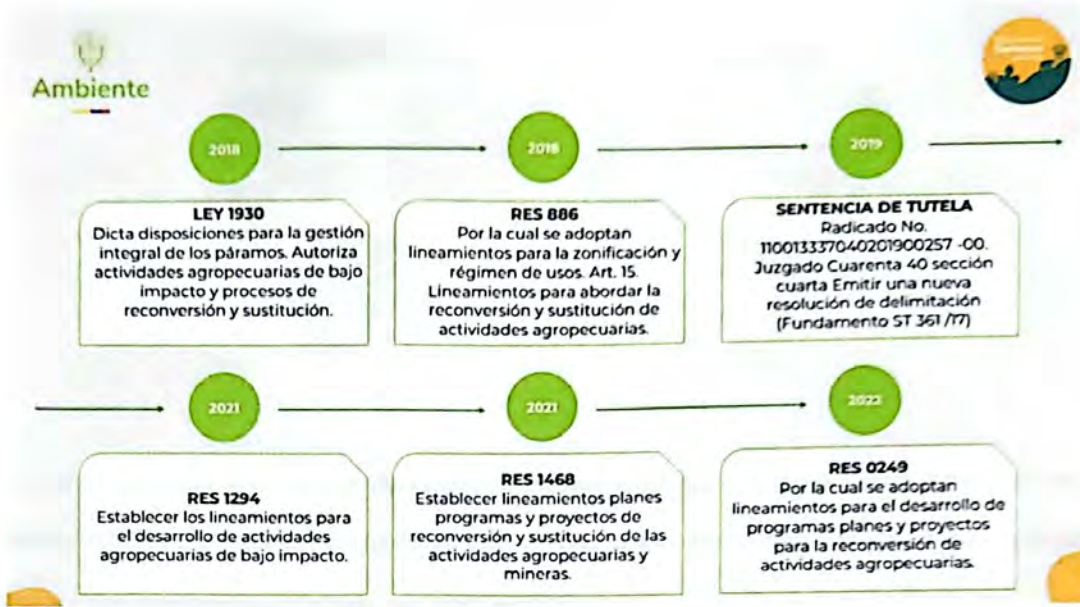 Ambiente
2018
2018
2019
LEY 1930
Dicta disposiciones para la gestión
integral de los páramos. Autoriza
actividades agropecuarias de bajo
impacto y procesos de
reconversión y sustitución.
RES 886
Por la cual se adoptan
lineamientos para la zonificación y
régimen de usos. Art. 15.
Lineamientos para abordar la
reconversión y sustitución de
actividades agropecuarias.
SENTENCIA DE TUTELA
Radicado No.
11001333704020190025​7 -00.
Juzgado Cuarenta 40 sección
cuarta Emitir una nueva
resolución de delimitación
(Fundamento ST 361 /17)
2021
2021
2022
RES 1294
Establecer los lineamientos para
el desarrollo de actividades
agropecuarias de bajo impacto.
RES 1468
Establecer lineamientos planes
programas y proyectos de
reconversión y sustitución de las
actividades agropecuarias y
mineras.
RES 0249
Por la cual se adoptan
lineamientos para el desarrollo de
programas planes y proyectos
para la reconversión de
actividades agropecuarias.